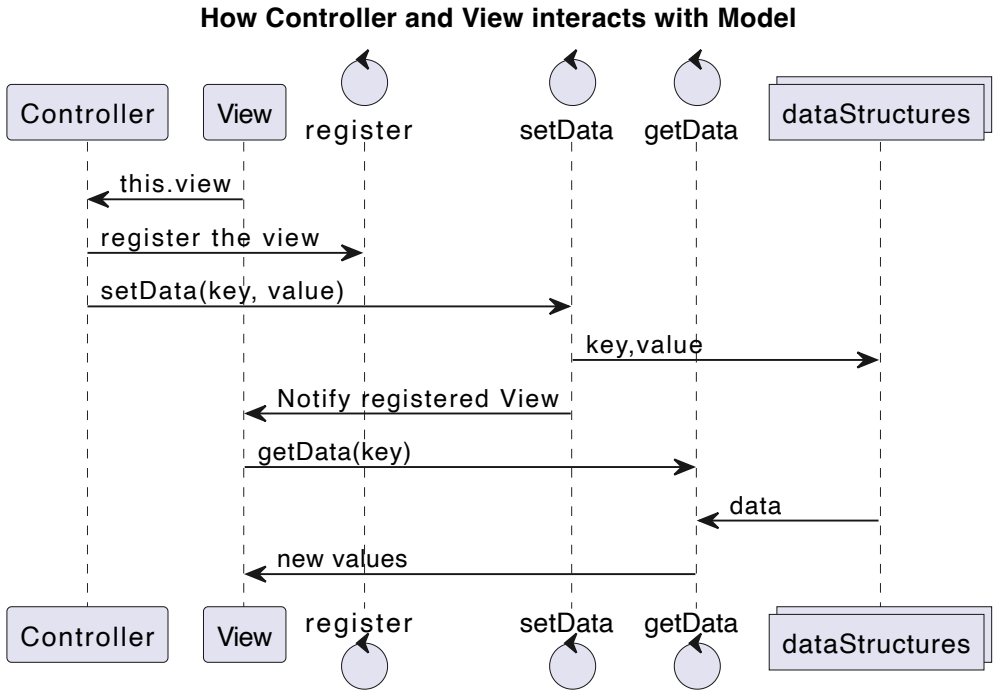 How Controller and View interacts with Model
Controller
View
register
setData
getData
dataStructures
this.view
register the view
setData(key, value)
key,value
Notify registered View
getData(key)
data
new values
Controller
View
register
setData
getData
dataStructures